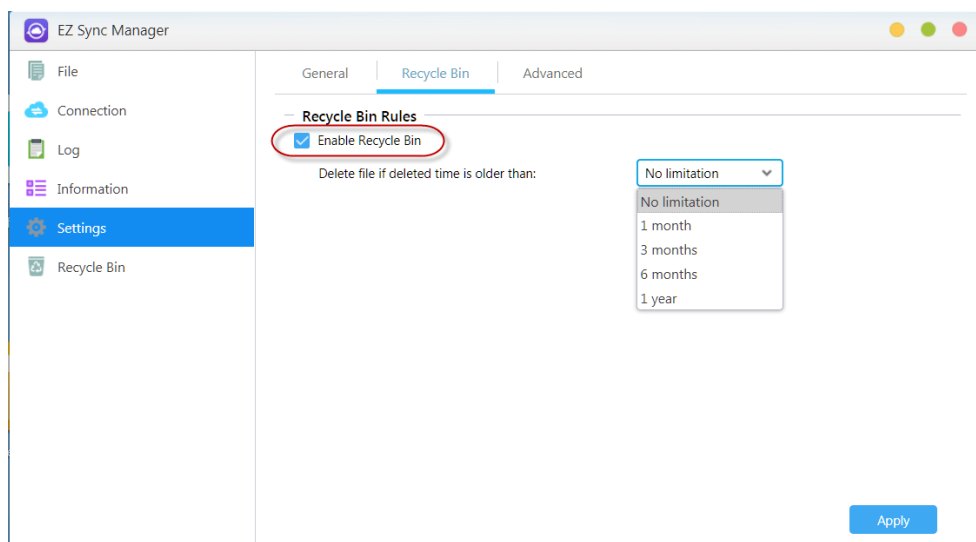 EZ Sync Manager
File
Connection
Log
Information
Settings
Recycle Bin
General
Recycle Bin
Advanced
Recycle Bin Rules
Enable Recycle Bin
Delete file if deleted time is older than:
No limitation
No limitation
1 month
3 months
6 months
1 year
Apply